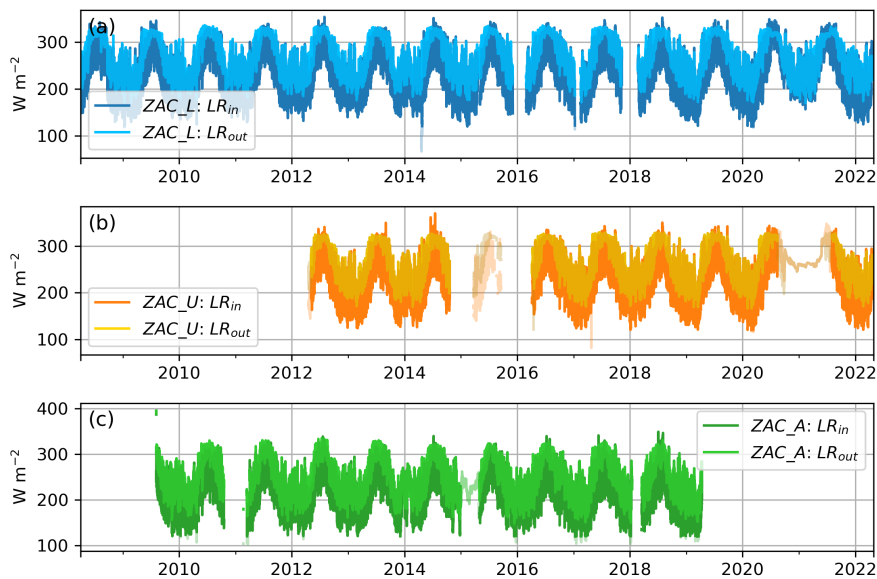 (a)
W m⁻²
300
200
100
ZAC_L: LR_in
ZAC_L: LR_out
2010 2012 2014 2016 2018 2020 2022
(b)
W m⁻²
300
200
100
ZAC_U: LR_in
ZAC_U: LR_out
2010 2012 2014 2016 2018 2020 2022
(c)
W m⁻²
400
300
200
100
ZAC_A: LR_in
ZAC_A: LR_out
2010 2012 2014 2016 2018 2020 2022